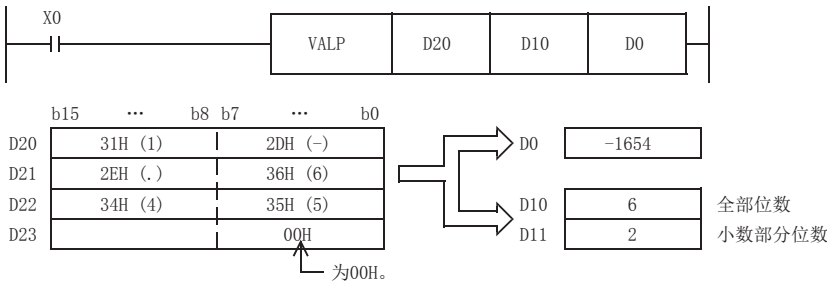 X0
VALP D20 D10 D0
b15 … b8 b7 … b0
D20 31H (1) 2DH (-) D0 -1654
D21 2EH (.) 36H (6)
D22 34H (4) 35H (5) D10 6 全部位数
D23 00H D11 2 小数部分位数
为00H。